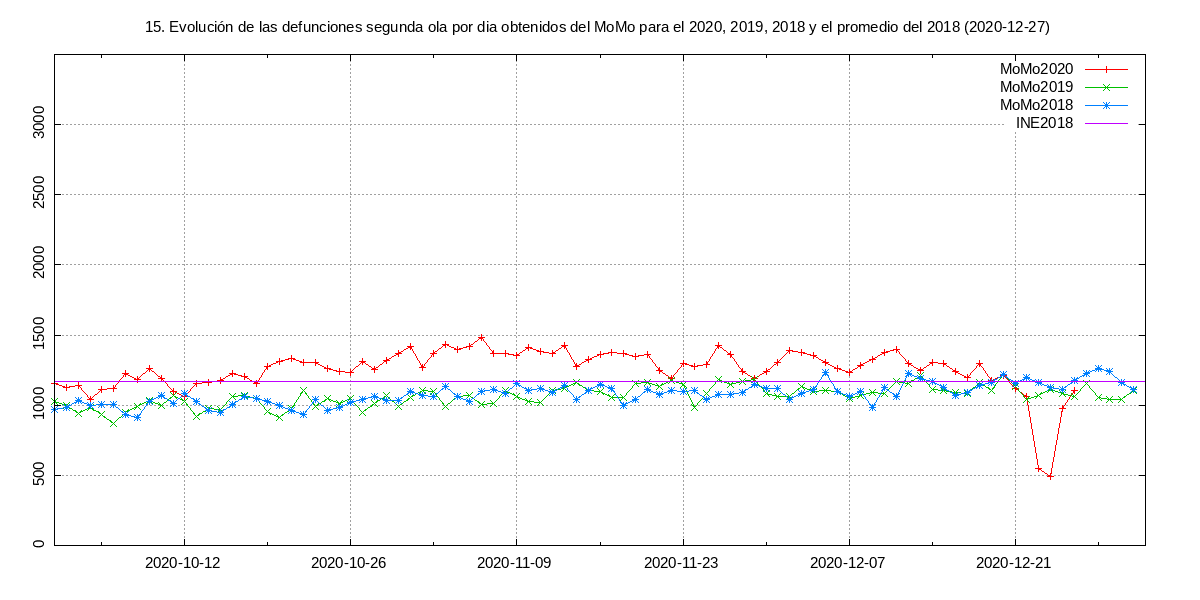 15. Evolución de las defunciones segunda ola por dia obtenidos del MoMo para el 2020, 2019, 2018 y el promedio del 2018 (2020-12-27)
MoMo2020
MoMo2019
MoMo2018
INE2018
3000
2500
2000
1500
1000
500
0
2020-10-12 2020-10-26 2020-11-09 2020-11-23 2020-12-07 2020-12-21